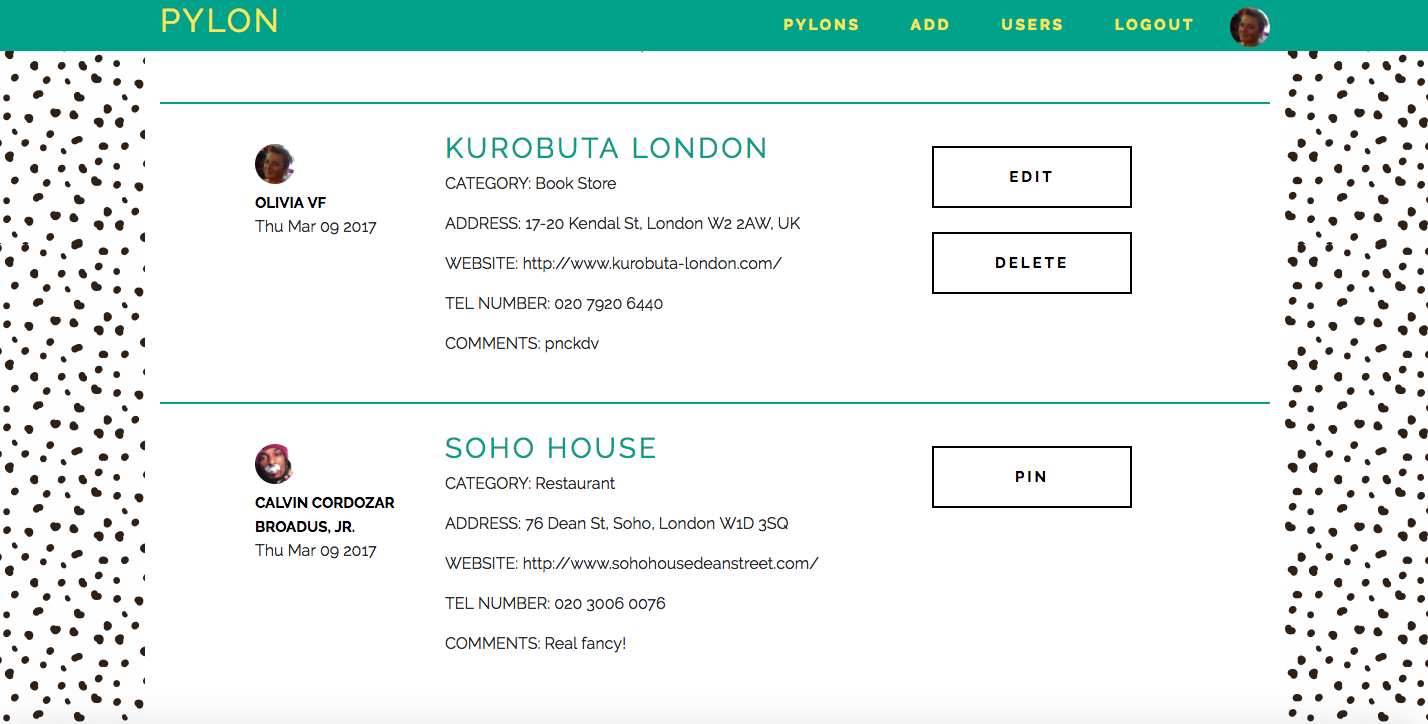 PYLON
PYLONS ADD USERS LOGOUT
KUROBUTA LONDON
OLIVIA VF
Thu Mar 09 2017
CATEGORY: Book Store
ADDRESS: 17-20 Kendal St, London W2 2AW, UK
WEBSITE: http://www.kurobuta-london.com/
TEL NUMBER: 020 7920 6440
COMMENTS: pnckdv
EDIT
DELETE
SOHO HOUSE
CALVIN CORDOZAR
BROADUS, JR.
Thu Mar 09 2017
CATEGORY: Restaurant
ADDRESS: 76 Dean St, Soho, London W1D 3SQ
WEBSITE: http://www.sohohousedeanstreet.com/
TEL NUMBER: 020 3006 0076
COMMENTS: Real fancy!
PIN